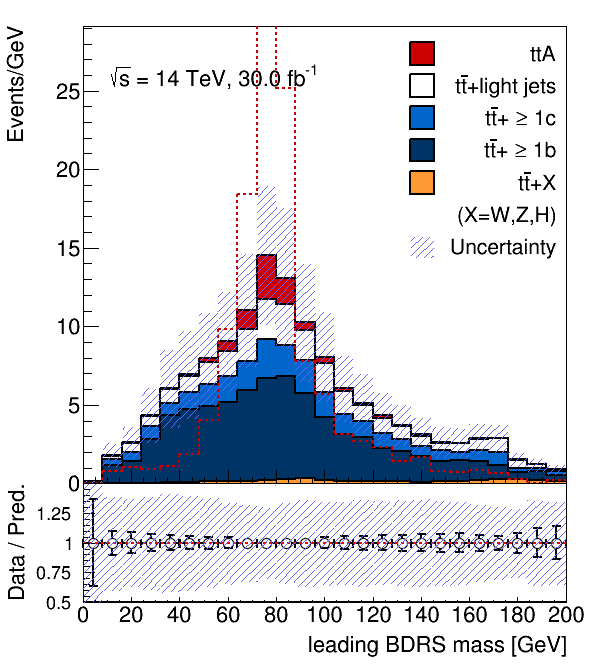 Events/GeV
√s = 14 TeV, 30.0 fb⁻¹
ttA
tt̄+light jets
tt̄+ ≥ 1c
tt̄+ ≥ 1b
tt̄+X
(X=W,Z,H)
Uncertainty
25
20
15
10
5
0
Data / Pred.
1.25
1
0.75
0.5
0 20 40 60 80 100 120 140 160 180 200
leading BDRS mass [GeV]